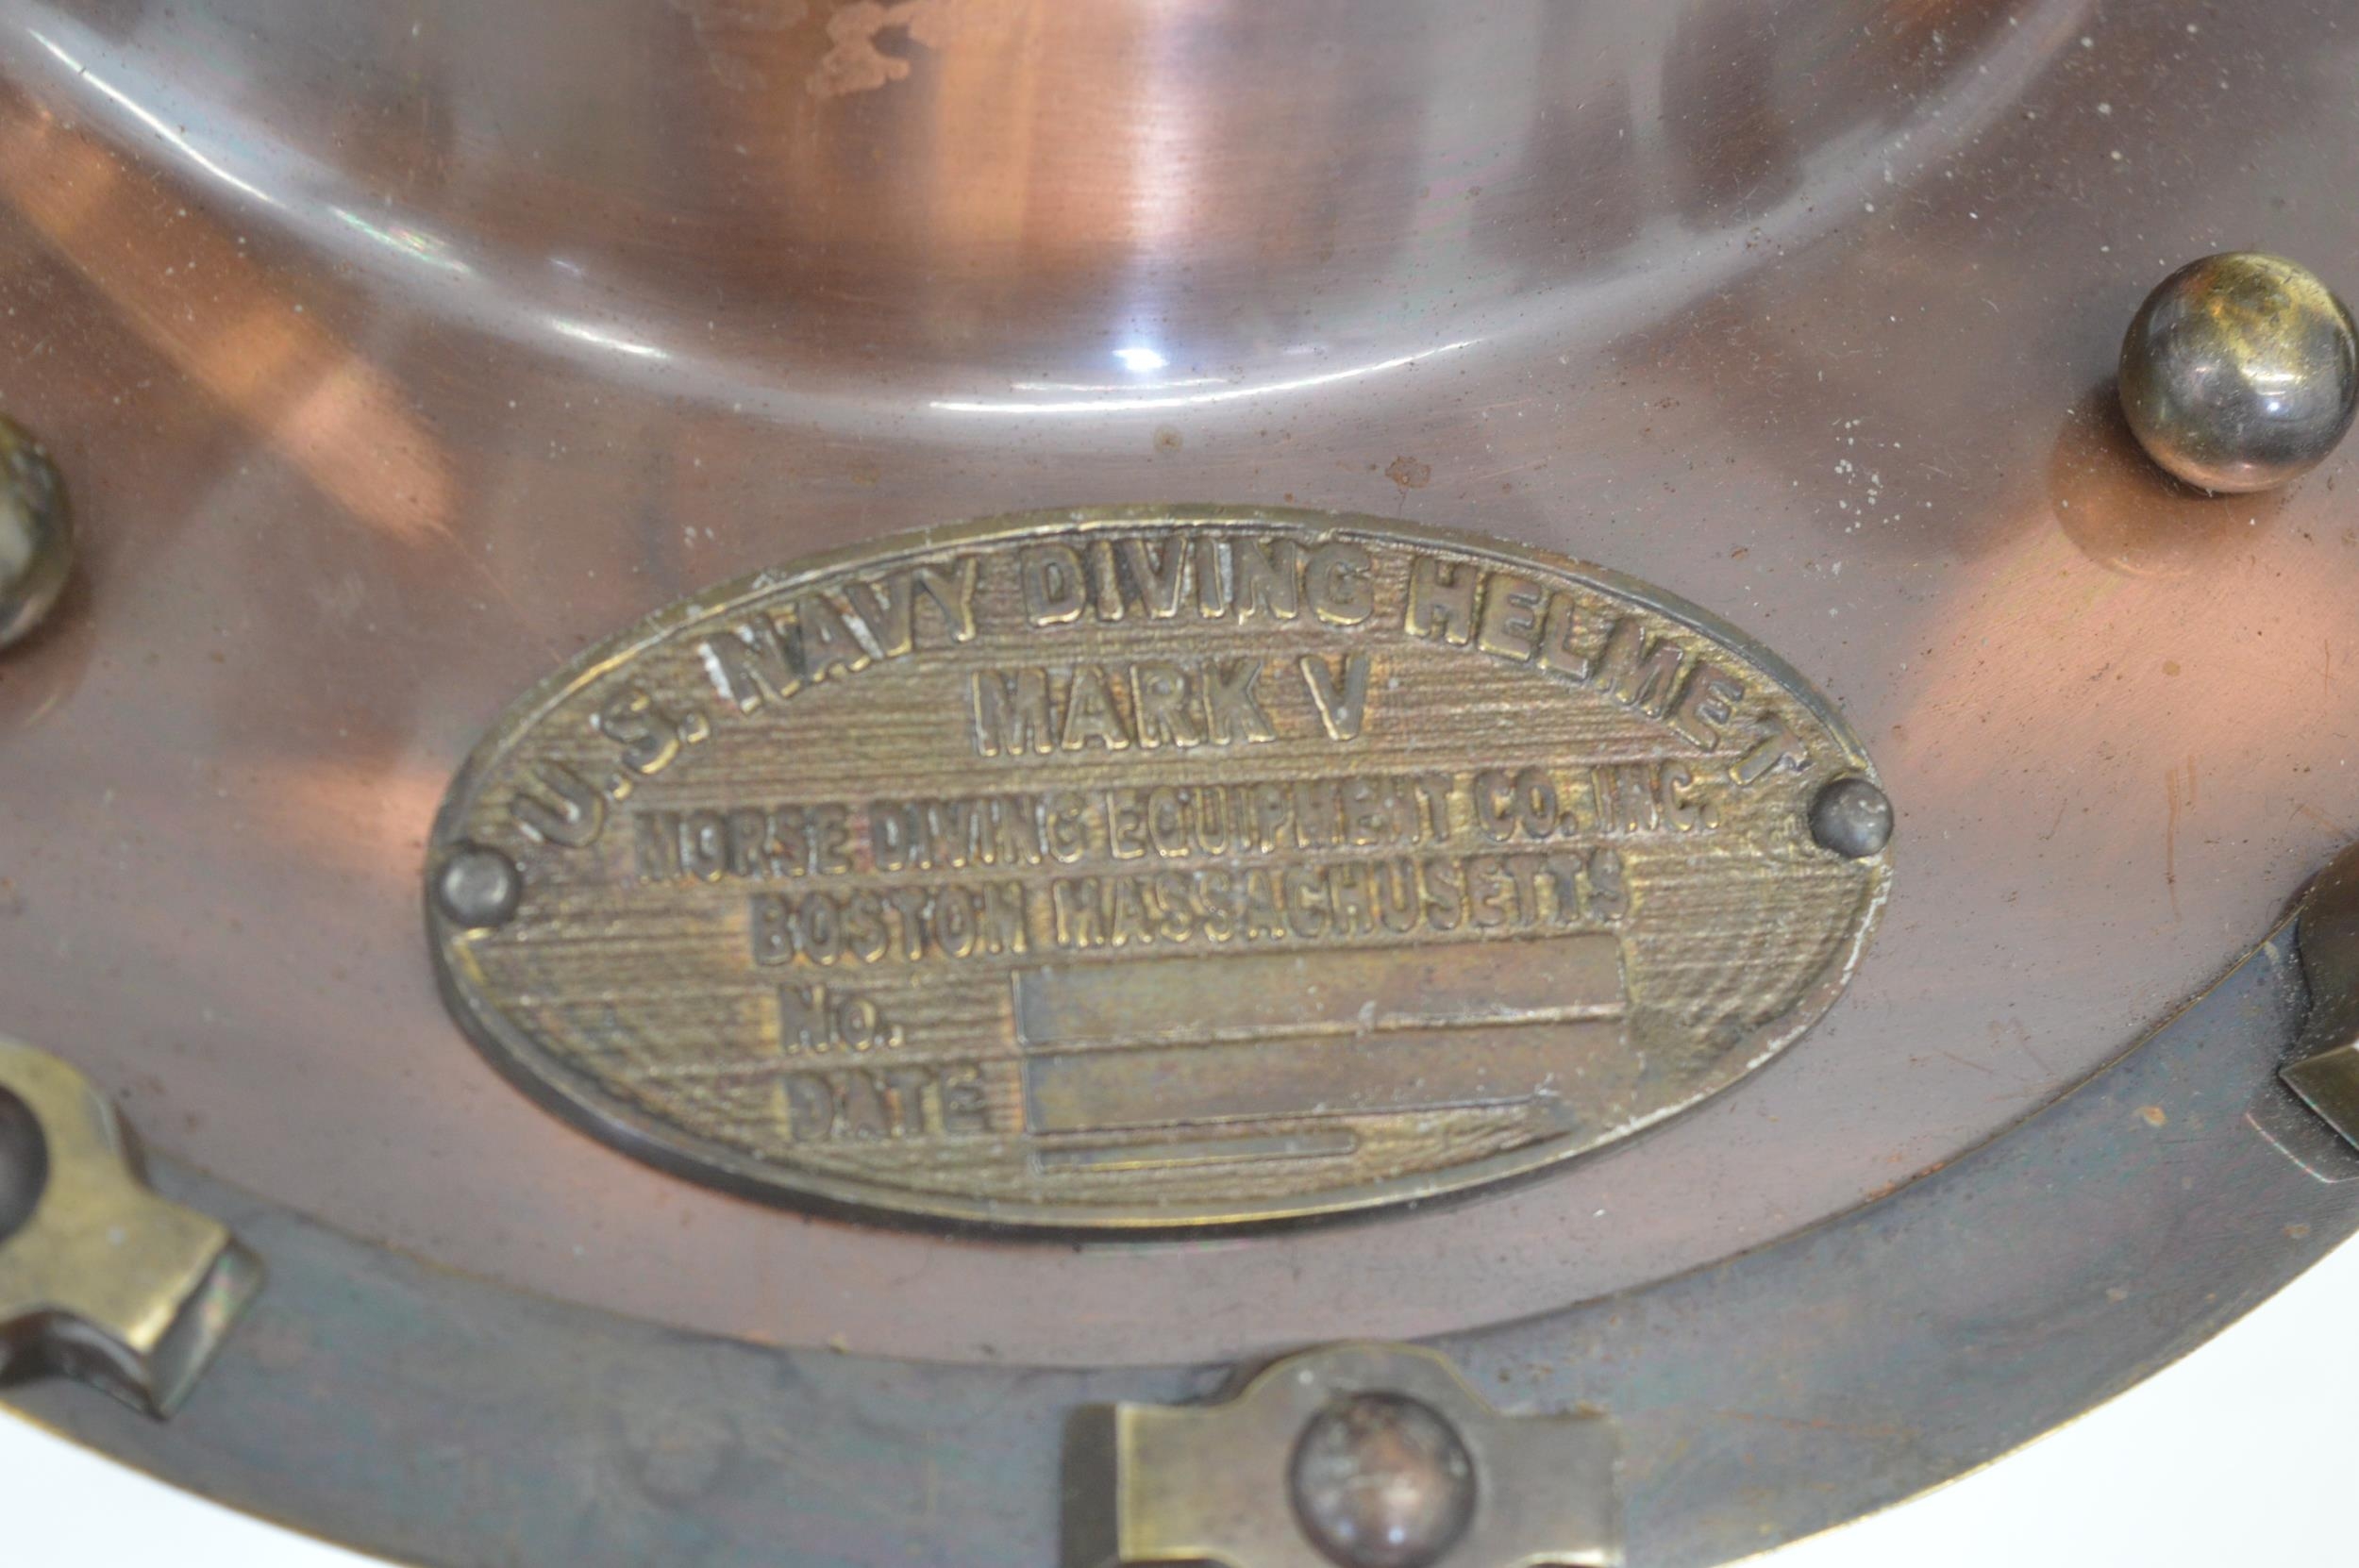 U.S. NAVY DIVING HELMET
MARK V
MORSE DIVING EQUIPMENT CO. INC.
BOSTON MASSACHUSETTS
No.
DATE